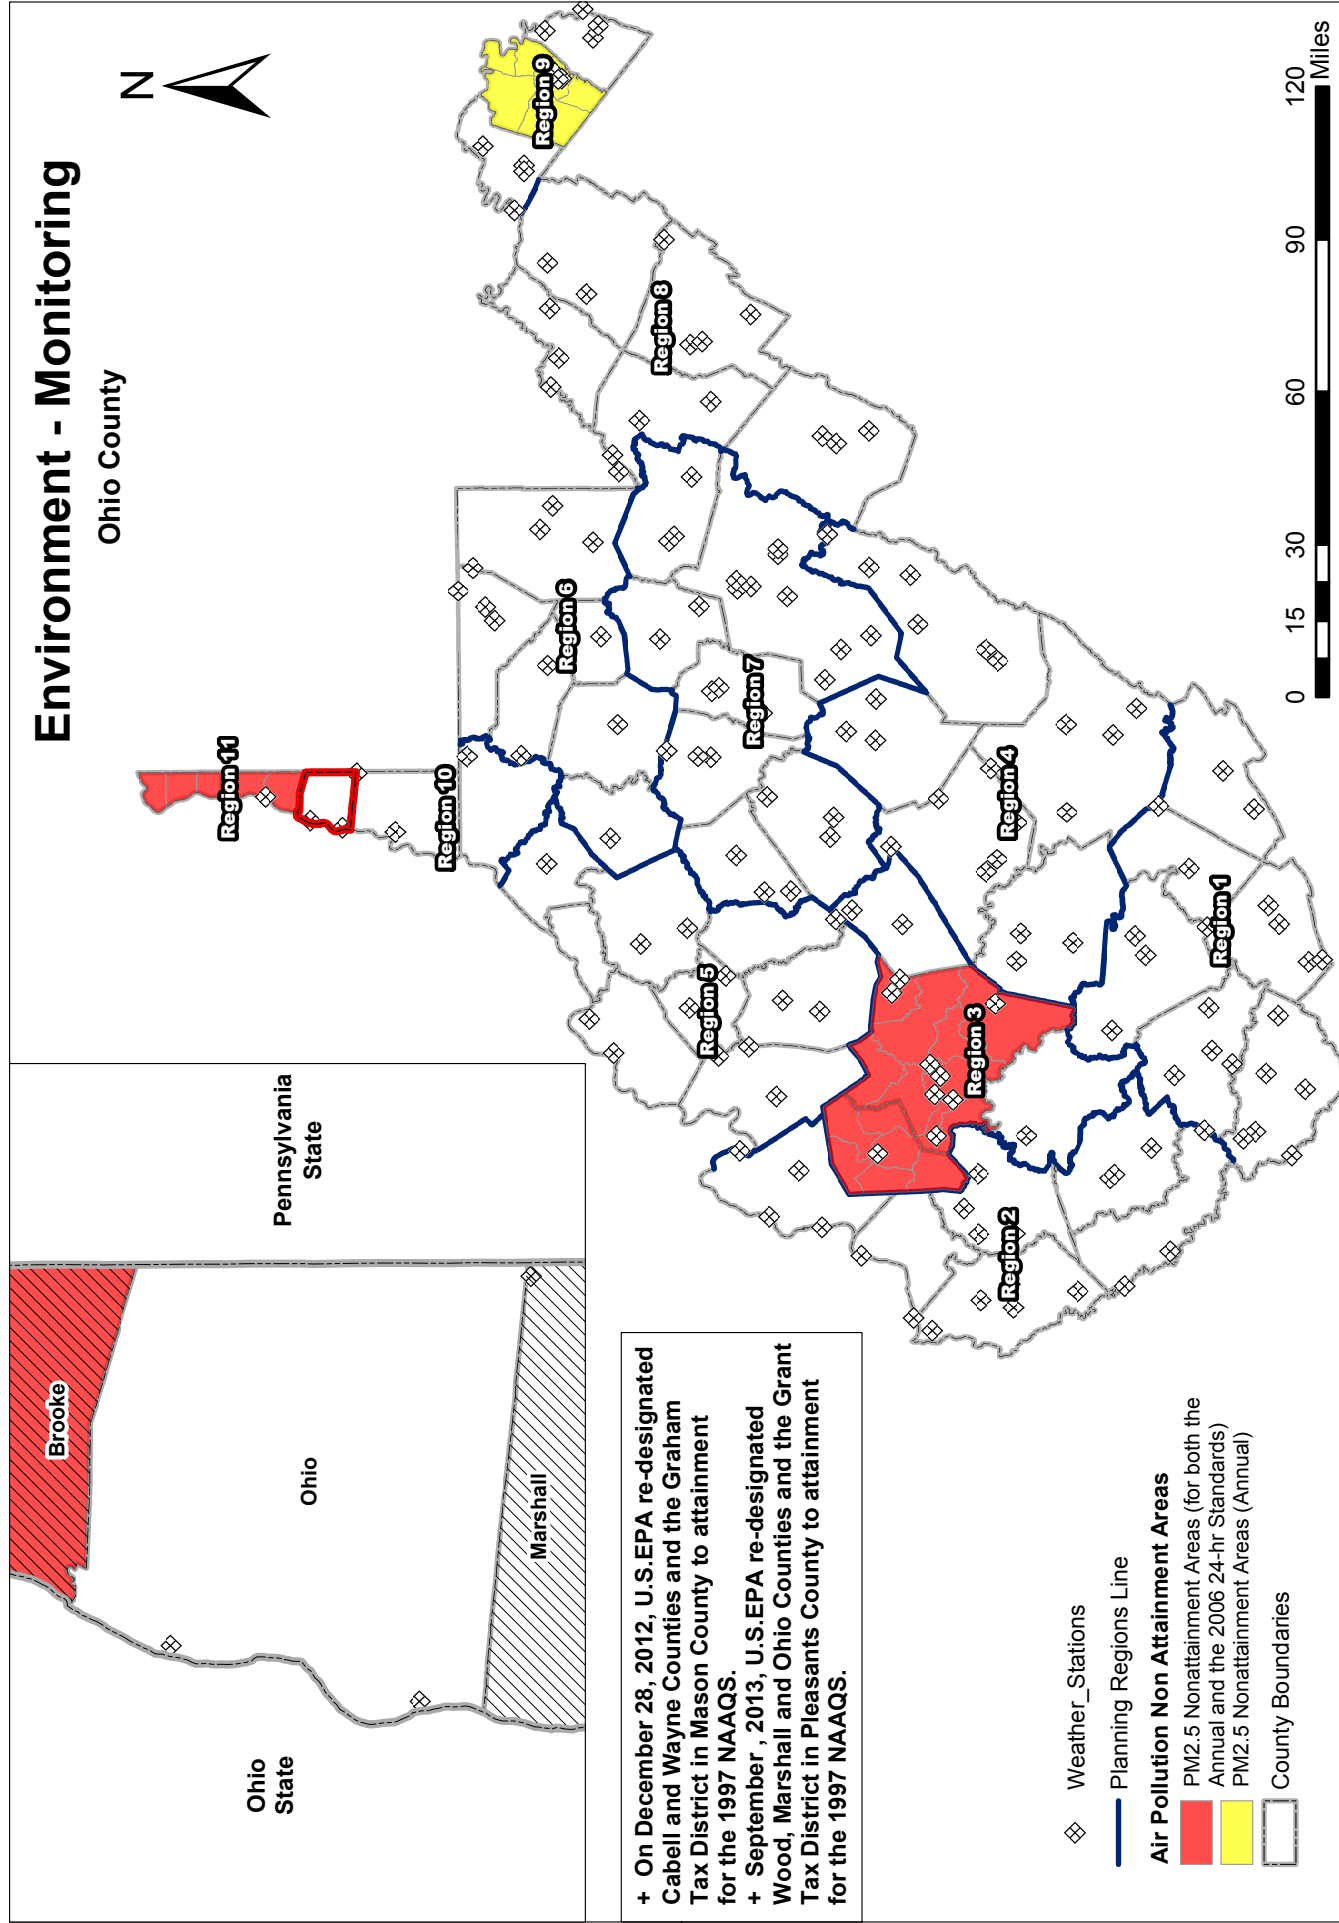 Environment - Monitoring
Ohio County
N
Pennsylvania
State
Ohio
State
Brooke
Ohio
Marshall
+ On December 28, 2012, U.S.EPA re-designated
Cabell and Wayne Counties and the Graham
Tax District in Mason County to attainment
for the 1997 NAAQS.
+ September , 2013, U.S.EPA re-designated
Wood, Marshall and Ohio Counties and the Grant
Tax District in Pleasants County to attainment
for the 1997 NAAQS.
Region 11
Region 10
Region 9
Region 6
Region 8
Region 7
Region 5
Region 3
Region 4
Region 2
Region 1
Weather_Stations
Planning Regions Line
Air Pollution Non Attainment Areas
PM2.5 Nonattainment Areas (for both the
Annual and the 2006 24-hr Standards)
PM2.5 Nonattainment Areas (Annual)
County Boundaries
0 15 30 60 90 120
Miles